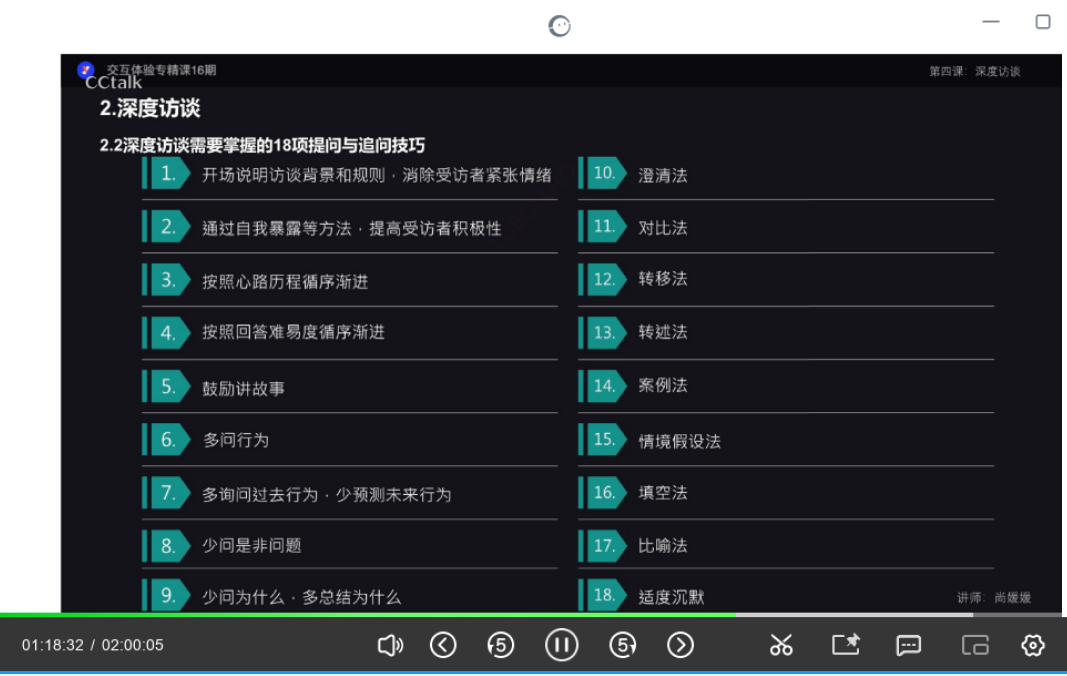 交互体验专精课16期
CCtalk
第四课: 深度访谈
2.深度访谈
2.2深度访谈需要掌握的18项提问与追问技巧
1. 开场说明访谈背景和规则，消除受访者紧张情绪
2. 通过自我暴露等方法，提高受访者积极性
3. 按照心路历程循序渐进
4. 按照回答难易度循序渐进
5. 鼓励讲故事
6. 多问行为
7. 多询问过去行为，少预测未来行为
8. 少问是非问题
9. 少问为什么，多总结为什么
10. 澄清法
11. 对比法
12. 转移法
13. 转述法
14. 案例法
15. 情境假设法
16. 填空法
17. 比喻法
18. 适度沉默
讲师: 尚媛媛
01:18:32 / 02:00:05
5
5